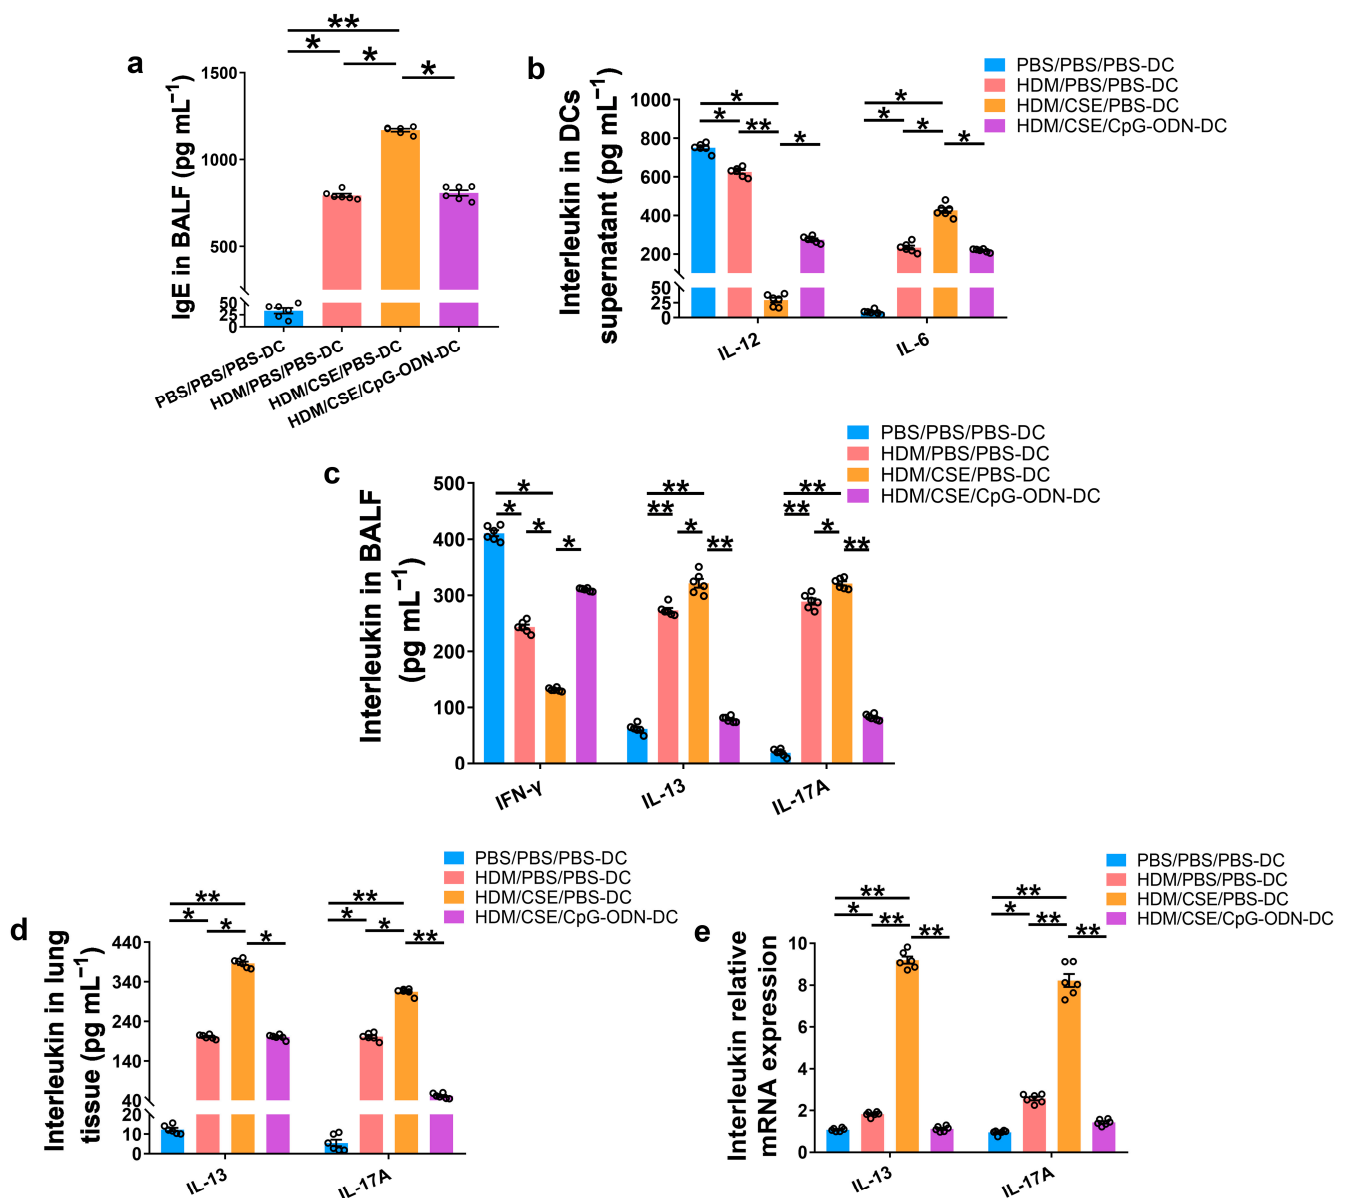 a
IgE in BALF (pg mL−1)
1500
1000
500
50
25
0
**
*
*
*
PBS/PBS/PBS-DC
HDM/PBS/PBS-DC
HDM/CSE/PBS-DC
HDM/CSE/CpG-ODN-DC
b
Interleukin in DCs
supernatant (pg mL−1)
1000
800
600
400
200
50
25
0
*
*
**
*
*
*
*
*
IL-12
IL-6
PBS/PBS/PBS-DC
HDM/PBS/PBS-DC
HDM/CSE/PBS-DC
HDM/CSE/CpG-ODN-DC
c
Interleukin in BALF
(pg mL−1)
500
400
300
200
100
0
*
*
*
*
**
**
*
**
**
**
*
**
IFN-γ
IL-13
IL-17A
PBS/PBS/PBS-DC
HDM/PBS/PBS-DC
HDM/CSE/PBS-DC
HDM/CSE/CpG-ODN-DC
d
Interleukin in lung
tissue (pg mL−1)
440
340
240
140
40
20
10
0
**
*
*
*
**
*
*
**
IL-13
IL-17A
PBS/PBS/PBS-DC
HDM/PBS/PBS-DC
HDM/CSE/PBS-DC
HDM/CSE/CpG-ODN-DC
e
Interleukin relative
mRNA expression
10
8
6
4
2
0
**
*
**
**
**
*
**
**
IL-13
IL-17A
PBS/PBS/PBS-DC
HDM/PBS/PBS-DC
HDM/CSE/PBS-DC
HDM/CSE/CpG-ODN-DC